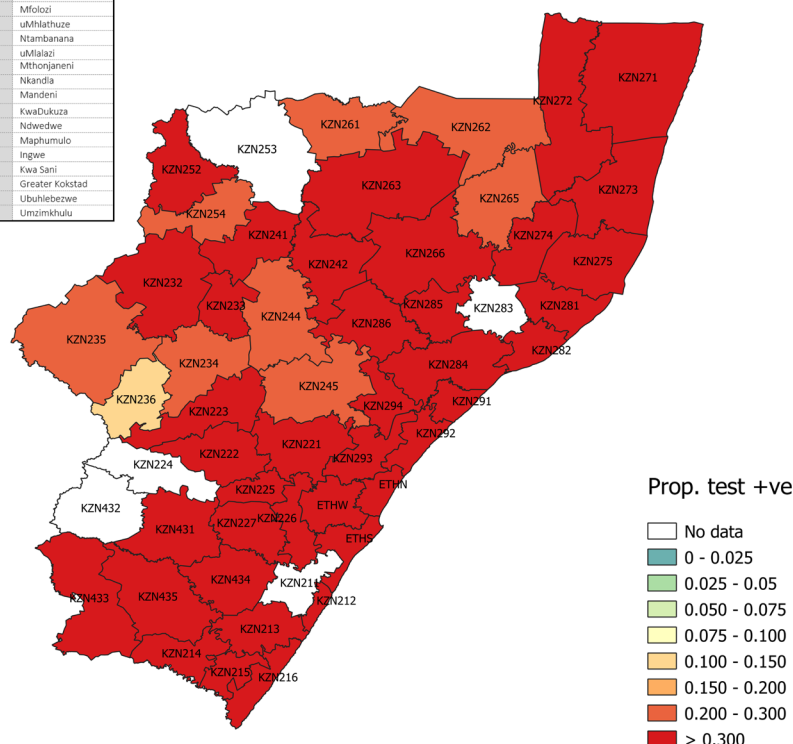 Mfolozi
uMhlathuze
Ntambanana
uMlalazi
Mthonjaneni
Nkandla
Mandeni
KwaDukuza
Ndwedwe
Maphumulo
Ingwe
Kwa Sani
Greater Kokstad
Ubuhlebezwe
Umzimkhulu
KZN271
KZN272
KZN261
KZN262
KZN253
KZN252
KZN263
KZN273
KZN265
KZN254
KZN241
KZN274
KZN266
KZN275
KZN242
KZN232
KZN233
KZN285
KZN283
KZN281
KZN244
KZN286
KZN235
KZN282
KZN234
KZN284
KZN245
KZN236
KZN291
KZN294
KZN223
KZN292
KZN221
KZN222
KZN293
KZN224
ETHN
KZN225
ETHW
KZN432
KZN226
KZN227
KZN431
ETHS
KZN434
KZN211
KZN433
KZN435
KZN212
KZN213
KZN214
KZN215
KZN216
Prop. test +ve
No data
0 - 0.025
0.025 - 0.05
0.050 - 0.075
0.075 - 0.100
0.100 - 0.150
0.150 - 0.200
0.200 - 0.300
> 0.300